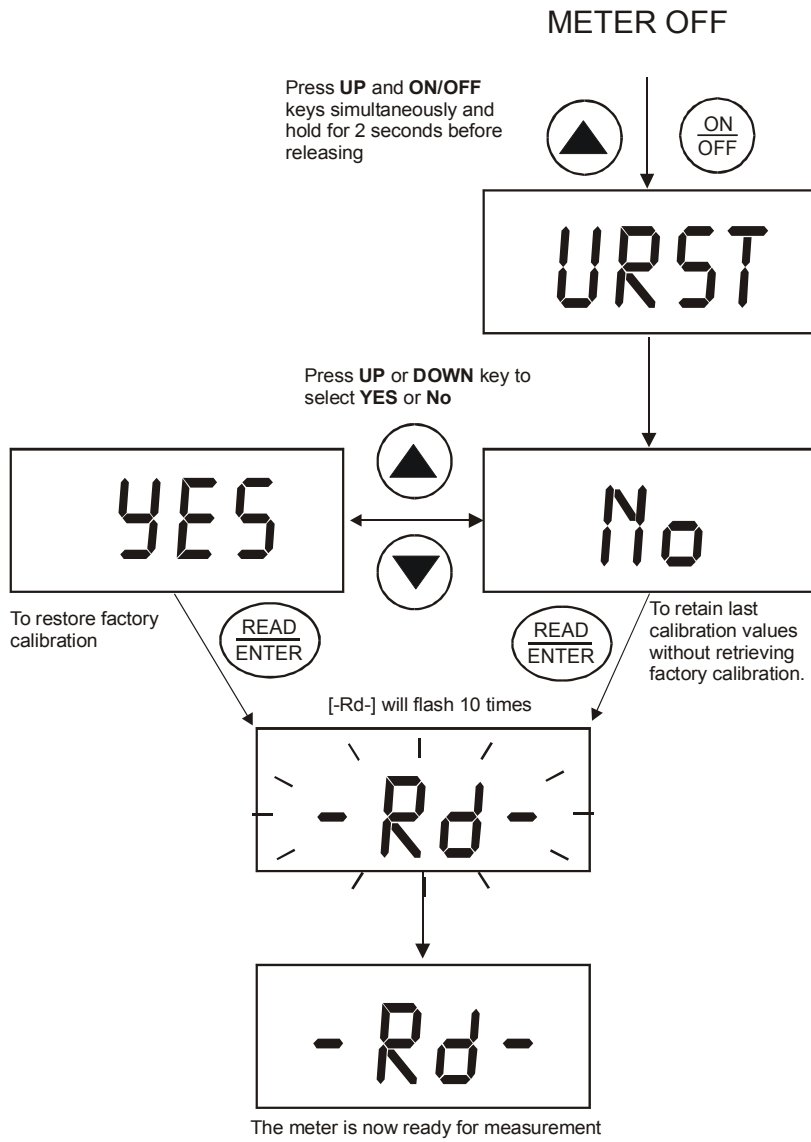 METER OFF
Press UP and ON/OFF
keys simultaneously and
hold for 2 seconds before
releasing
ON
OFF
URST
Press UP or DOWN key to
select YES or No
YES
No
To restore factory
calibration
READ
ENTER
READ
ENTER
To retain last
calibration values
without retrieving
factory calibration.
[-Rd-] will flash 10 times
-Rd-
-Rd-
The meter is now ready for measurement